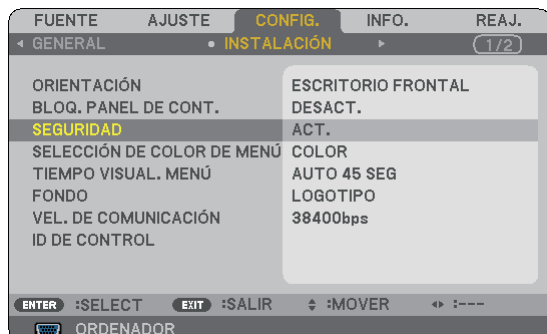 FUENTE AJUSTE CONFIG. INFO. REAJ.
GENERAL INSTALACIÓN 1/2
ORIENTACIÓN ESCRITORIO FRONTAL
BLOQ. PANEL DE CONT. DESACT.
SEGURIDAD ACT.
SELECCIÓN DE COLOR DE MENÚ COLOR
TIEMPO VISUAL. MENÚ AUTO 45 SEG
FONDO LOGOTIPO
VEL. DE COMUNICACIÓN 38400bps
ID DE CONTROL
ENTER :SELECT EXIT :SALIR :MOVER :---
ORDENADOR